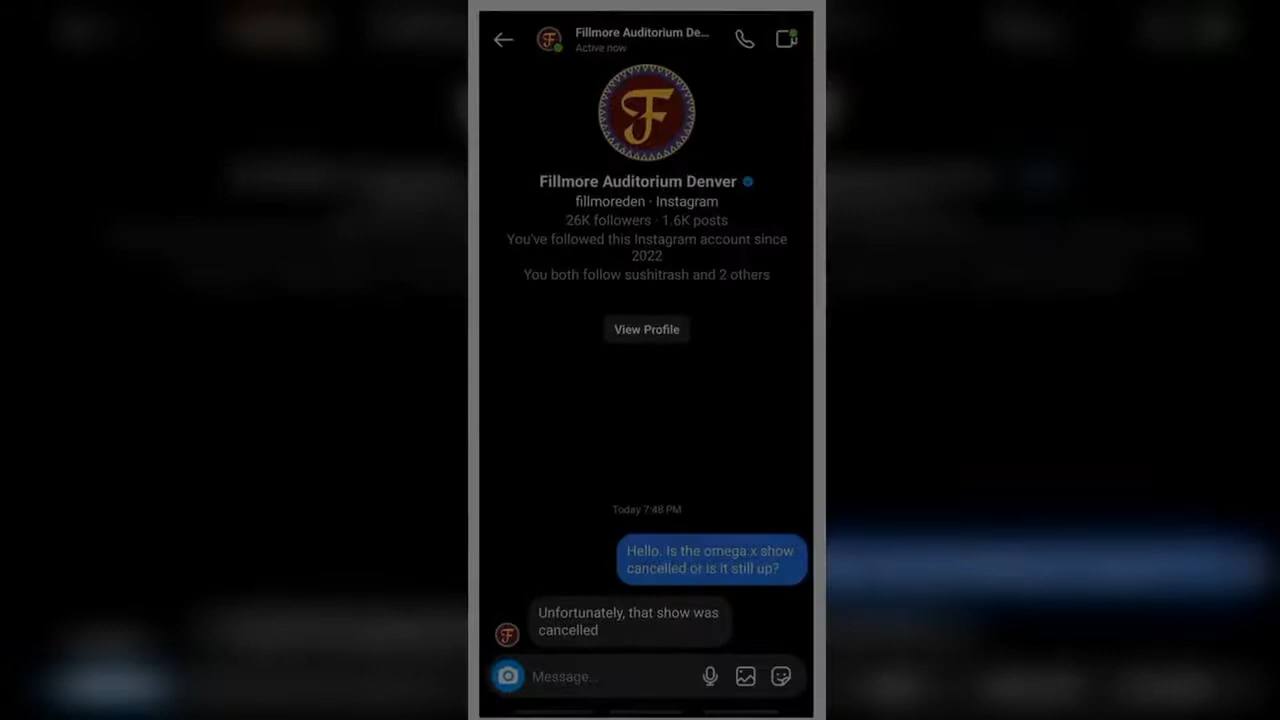 Fillmore Auditorium De...
Active now
F
Fillmore Auditorium Denver
fillmoreden · Instagram
26K followers · 1.6K posts
You've followed this Instagram account since
2022
You both follow sushitrash and 2 others
View Profile
Today 7:48 PM
Hello. Is the omega x show
cancelled or is it still up?
Unfortunately, that show was
cancelled
Message...